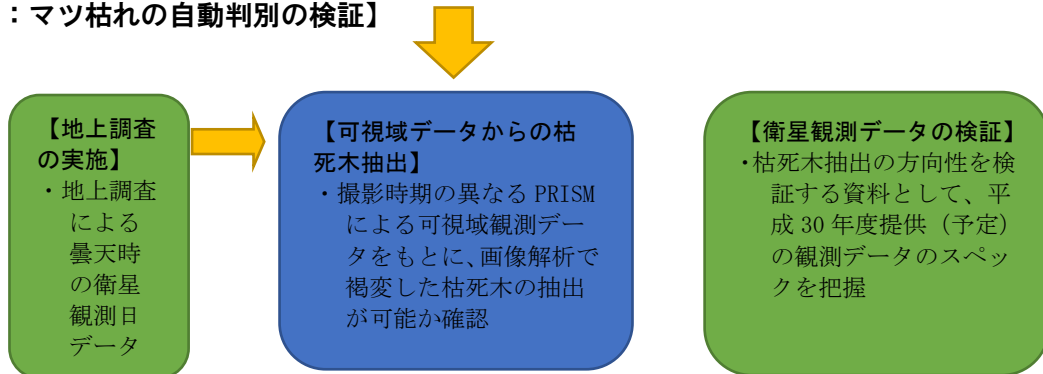 ：マツ枯れの自動判別の検証】
【地上調査
の実施】
・地上調査
による
曇天時
の衛星
観測日
データ
【可視域データからの枯
死木抽出】
・撮影時期の異なる PRISM
による可視域観測デー
タをもとに、画像解析で
褐変した枯死木の抽出
が可能か確認
【衛星観測データの検証】
・枯死木抽出の方向性を検
証する資料として、平
成 30 年度提供（予定）
の観測データのスペッ
クを把握